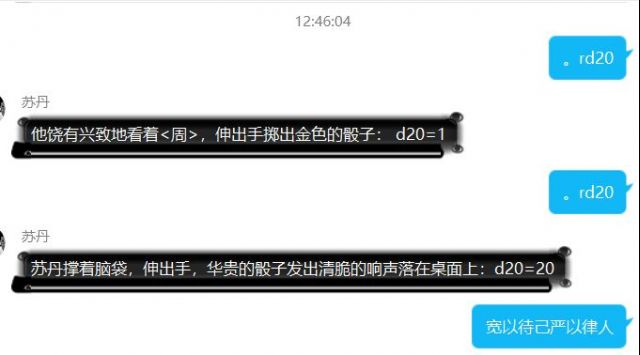 12:46:04
。rd20
苏丹
他饶有兴致地看着<周>，伸出手掷出金色的骰子： d20=1
。rd20
苏丹
苏丹撑着脑袋，伸出手，华贵的骰子发出清脆的响声落在桌面上：d20=20
宽以待己严以律人